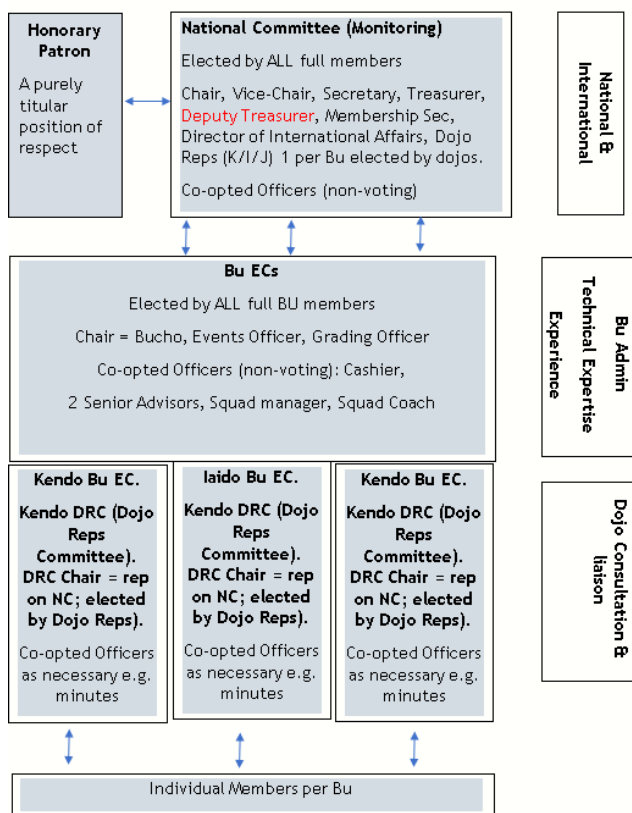 Honorary
Patron
A purely
titular
position of
respect
National Committee (Monitoring)
Elected by ALL full members
Chair, Vice-Chair, Secretary, Treasurer,
Deputy Treasurer, Membership Sec,
Director of International Affairs, Dojo
Reps (K/I/J) 1 per Bu elected by dojos.
Co-opted Officers (non-voting)
National &
International
Bu ECs
Elected by ALL full BU members
Chair = Bucho, Events Officer, Grading Officer
Co-opted Officers (non-voting): Cashier,
2 Senior Advisors, Squad manager, Squad Coach
Bu Admin
Technical Expertise
Experience
Kendo Bu EC.
Kendo DRC (Dojo
Reps
Committee).
DRC Chair = rep
on NC; elected
by Dojo Reps).
Co-opted Officers
as necessary e.g.
minutes
Iaido Bu EC.
Kendo DRC (Dojo
Reps
Committee).
DRC Chair = rep
on NC; elected
by Dojo Reps).
Co-opted Officers
as necessary e.g.
minutes
Kendo Bu EC.
Kendo DRC (Dojo
Reps
Committee).
DRC Chair = rep
on NC; elected
by Dojo Reps).
Co-opted Officers
as necessary e.g.
minutes
Dojo Consultation &
liaison
Individual Members per Bu